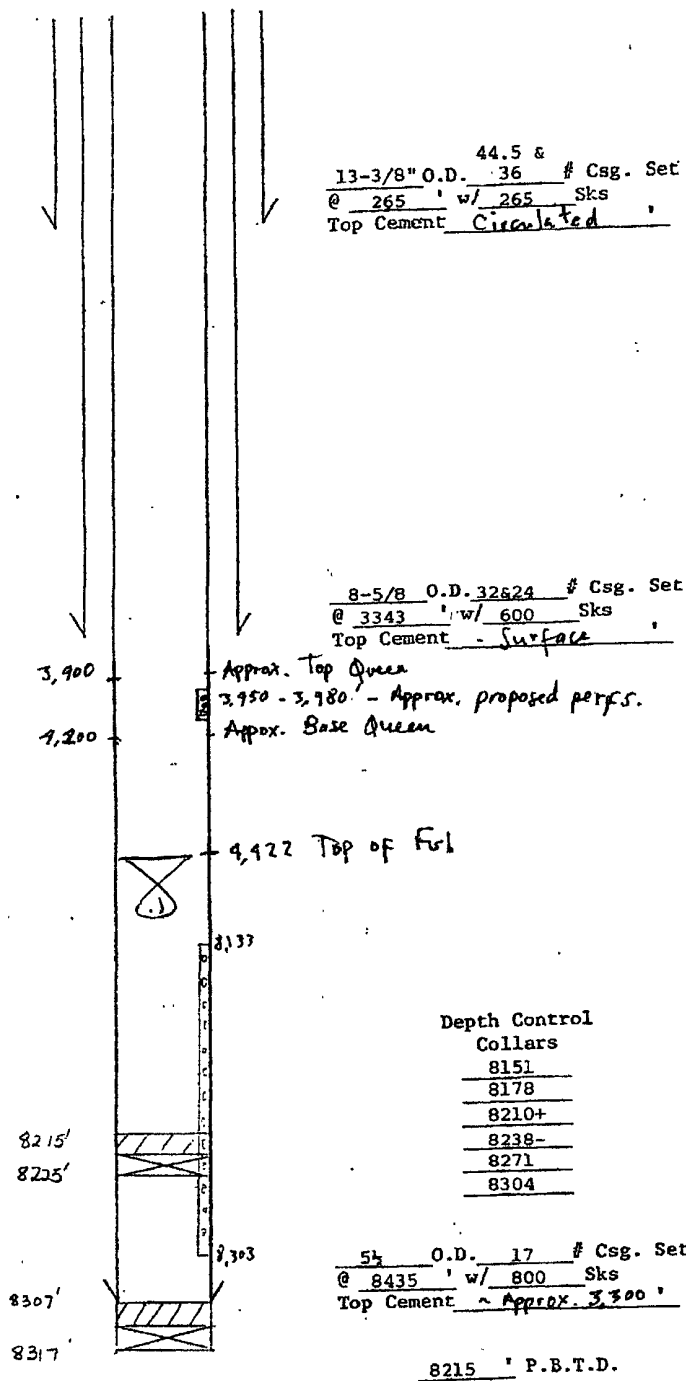 44.5 &
13-3/8" O.D. 36 # Csg. Set
@ 265 ' w/ 265 Sks
Top Cement Circulated '
8-5/8 O.D. 32&24 # Csg. Set
@ 3343 ' w/ 600 Sks
Top Cement - Surface '
3,900
Approx. Top Queen
3,950 - 3,980' - Approx. proposed perfs.
4,200
Appox. Base Queen
4,422 Top of Fish
8,133
Depth Control
Collars
8151
8178
8210+
8238-
8271
8304
8215'
8225'
8,303
5½ O.D. 17 # Csg. Set
@ 8435 ' w/ 800 Sks
Top Cement ~ Approx. 3,300 '
8307'
8317'
8215 ' P.B.T.D.